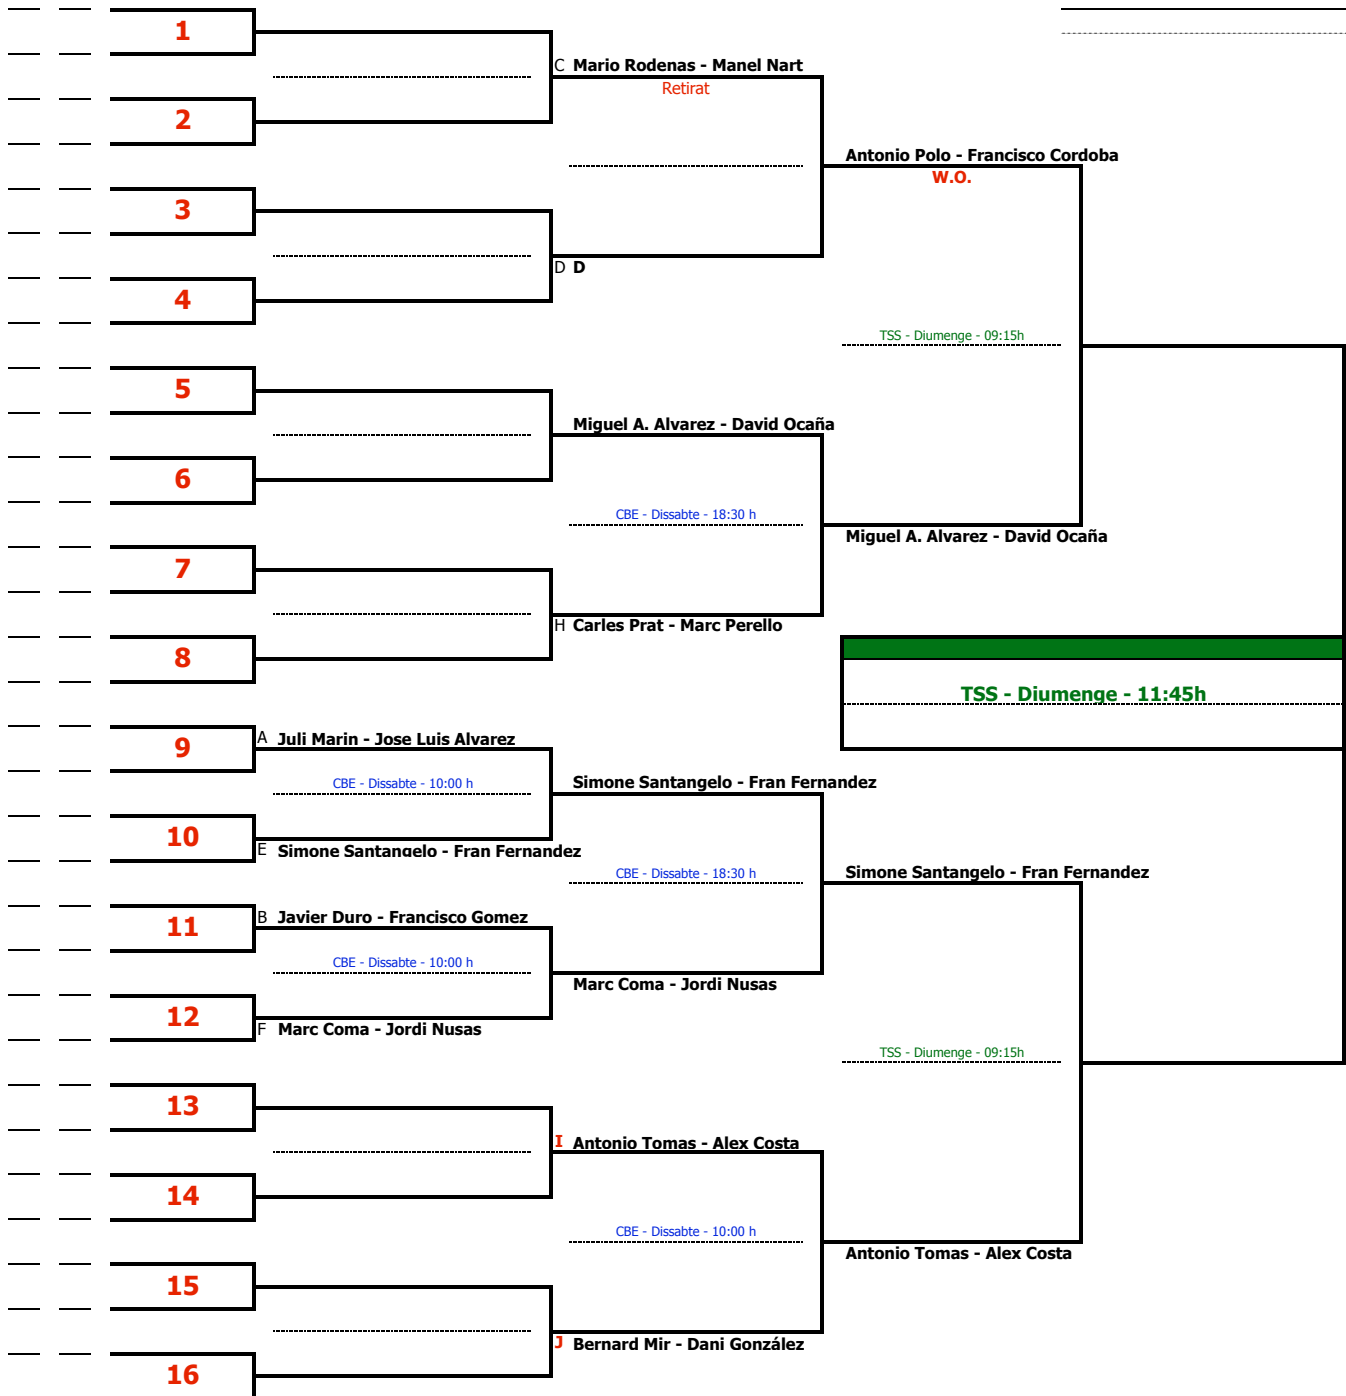 1
C Mario Rodenas - Manel Nart
Retirat
2
Antonio Polo - Francisco Cordoba
W.O.
3
D D
4
TSS - Diumenge - 09:15h
5
Miguel A. Alvarez - David Ocaña
6
CBE - Dissabte - 18:30 h
Miguel A. Alvarez - David Ocaña
7
H Carles Prat - Marc Perello
8
TSS - Diumenge - 11:45h
9
A Juli Marin - Jose Luis Alvarez
CBE - Dissabte - 10:00 h
Simone Santangelo - Fran Fernandez
10
E Simone Santangelo - Fran Fernandez
CBE - Dissabte - 18:30 h
Simone Santangelo - Fran Fernandez
11
B Javier Duro - Francisco Gomez
CBE - Dissabte - 10:00 h
Marc Coma - Jordi Nusas
12
F Marc Coma - Jordi Nusas
TSS - Diumenge - 09:15h
13
I Antonio Tomas - Alex Costa
14
CBE - Dissabte - 10:00 h
Antonio Tomas - Alex Costa
15
J Bernard Mir - Dani González
16